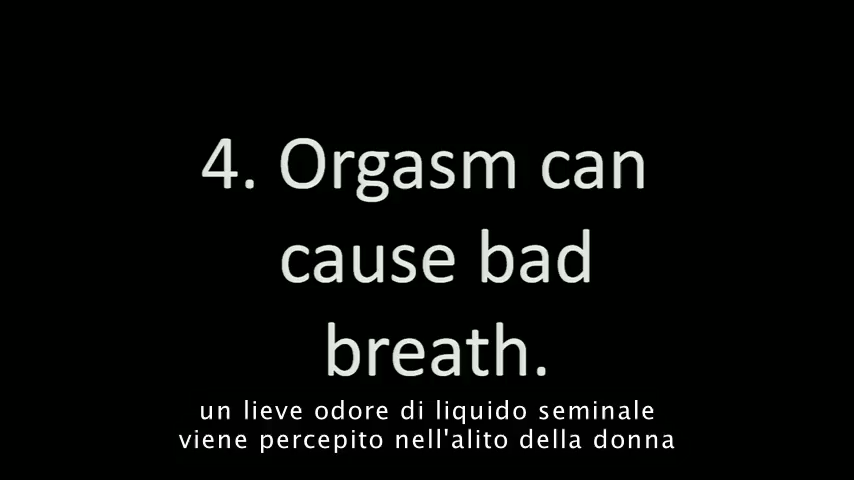 4. Orgasm can
cause bad
breath.
un lieve odore di liquido seminale
viene percepito nell'alito della donna